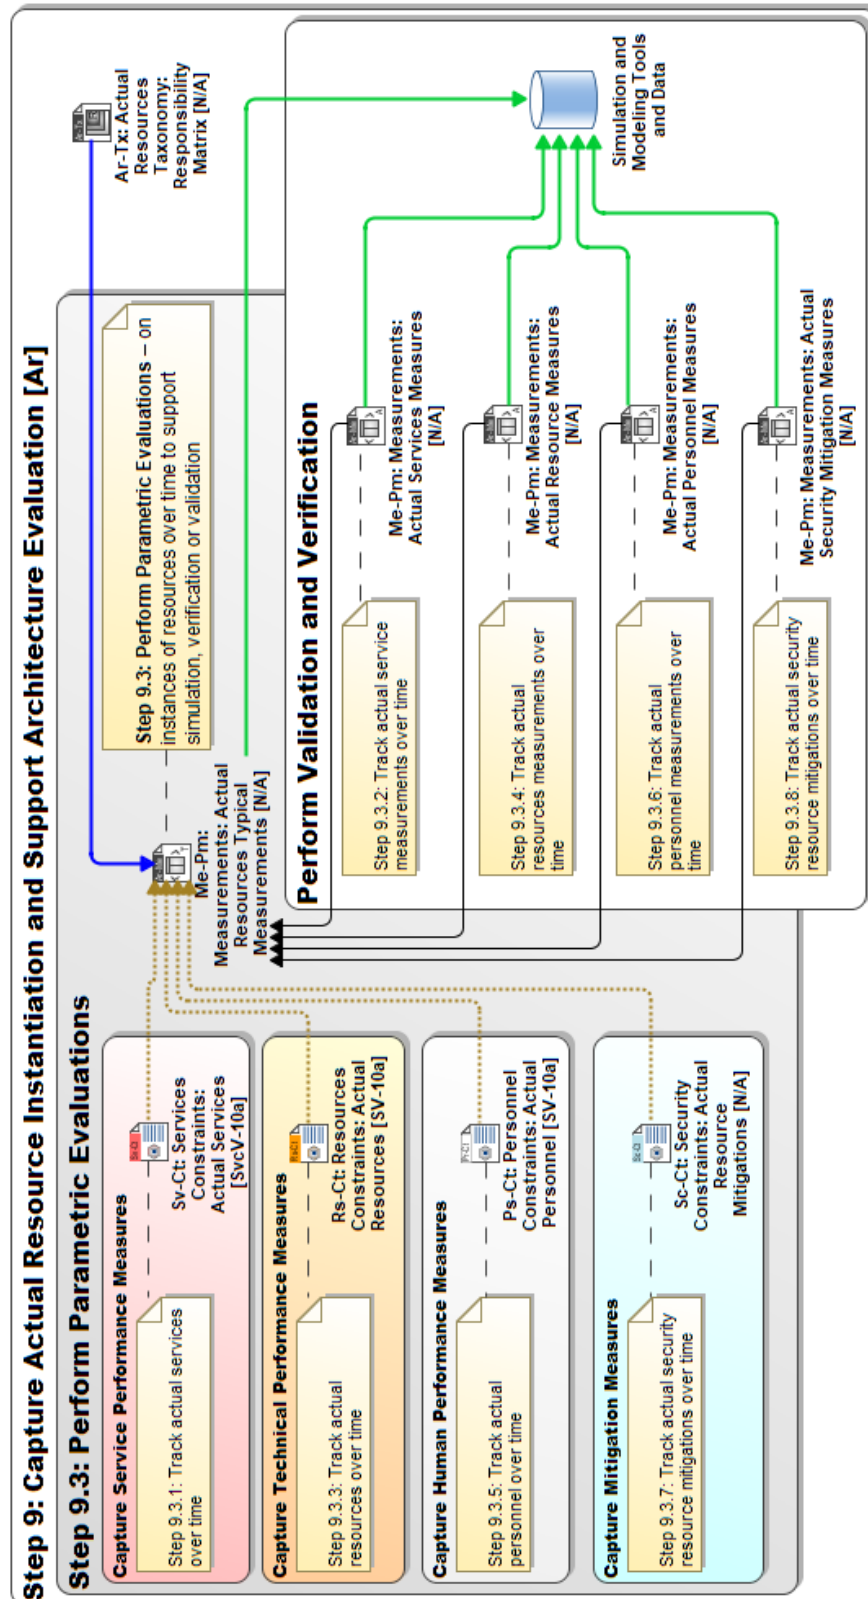 Step 9: Capture Actual Resource Instantiation and Support Architecture Evaluation [Ar]
Step 9.3: Perform Parametric Evaluations
Capture Service Performance Measures
Step 9.3.1: Track actual services
over time
Sv-Ct: Services
Constraints:
Actual Services
[SvcV-10a]
Capture Technical Performance Measures
Step 9.3.3: Track actual
resources over time
Rs-Ct: Resources
Constraints: Actual
Resources [SV-10a]
Capture Human Performance Measures
Step 9.3.5: Track actual
personnel over time
Ps-Ct: Personnel
Constraints: Actual
Personnel [SV-10a]
Capture Mitigation Measures
Step 9.3.7: Track actual security
resource mitigations over time
Sc-Ct: Security
Constraints: Actual
Resource
Mitigations [N/A]
Me-Pm:
Measurements: Actual
Resources Typical
Measurements [N/A]
Step 9.3: Perform Parametric Evaluations – on
instances of resources over time to support
simulation, verification or validation
Ar-Tx: Actual
Resources
Taxonomy:
Responsibility
Matrix [N/A]
Perform Validation and Verification
Step 9.3.2: Track actual service
measurements over time
Me-Pm: Measurements:
Actual Services Measures
[N/A]
Step 9.3.4: Track actual
resources measurements over
time
Me-Pm: Measurements:
Actual Resource Measures
[N/A]
Step 9.3.6: Track actual
personnel measurements over
time
Me-Pm: Measurements:
Actual Personnel Measures
[N/A]
Step 9.3.8: Track actual security
resource mitigations over time
Me-Pm: Measurements: Actual
Security Mitigation Measures
[N/A]
Simulation and
Modeling Tools
and Data